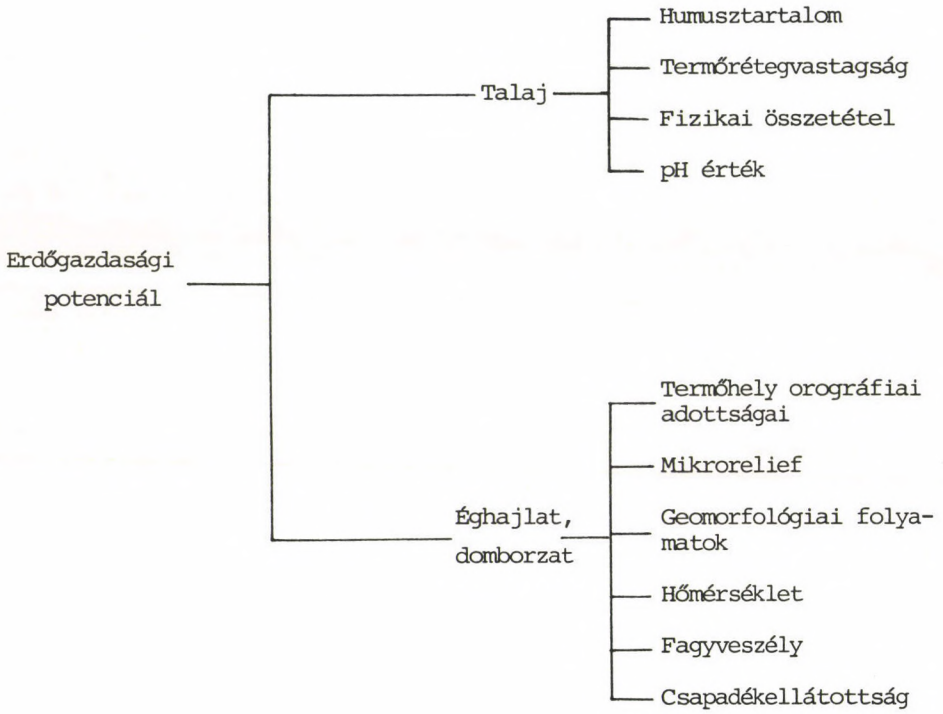 Humusztartalom
Termőrétegvastagság
Talaj
Fizikai összetétel
pH érték
Erdőgazdasági
potenciál
Termőhely orográfiai
adottságai
Mikrorelief
Éghajlat,
domborzat
Geomorfológiai folya-
matok
Hőmérséklet
Fagyveszély
Csapadékellátottság